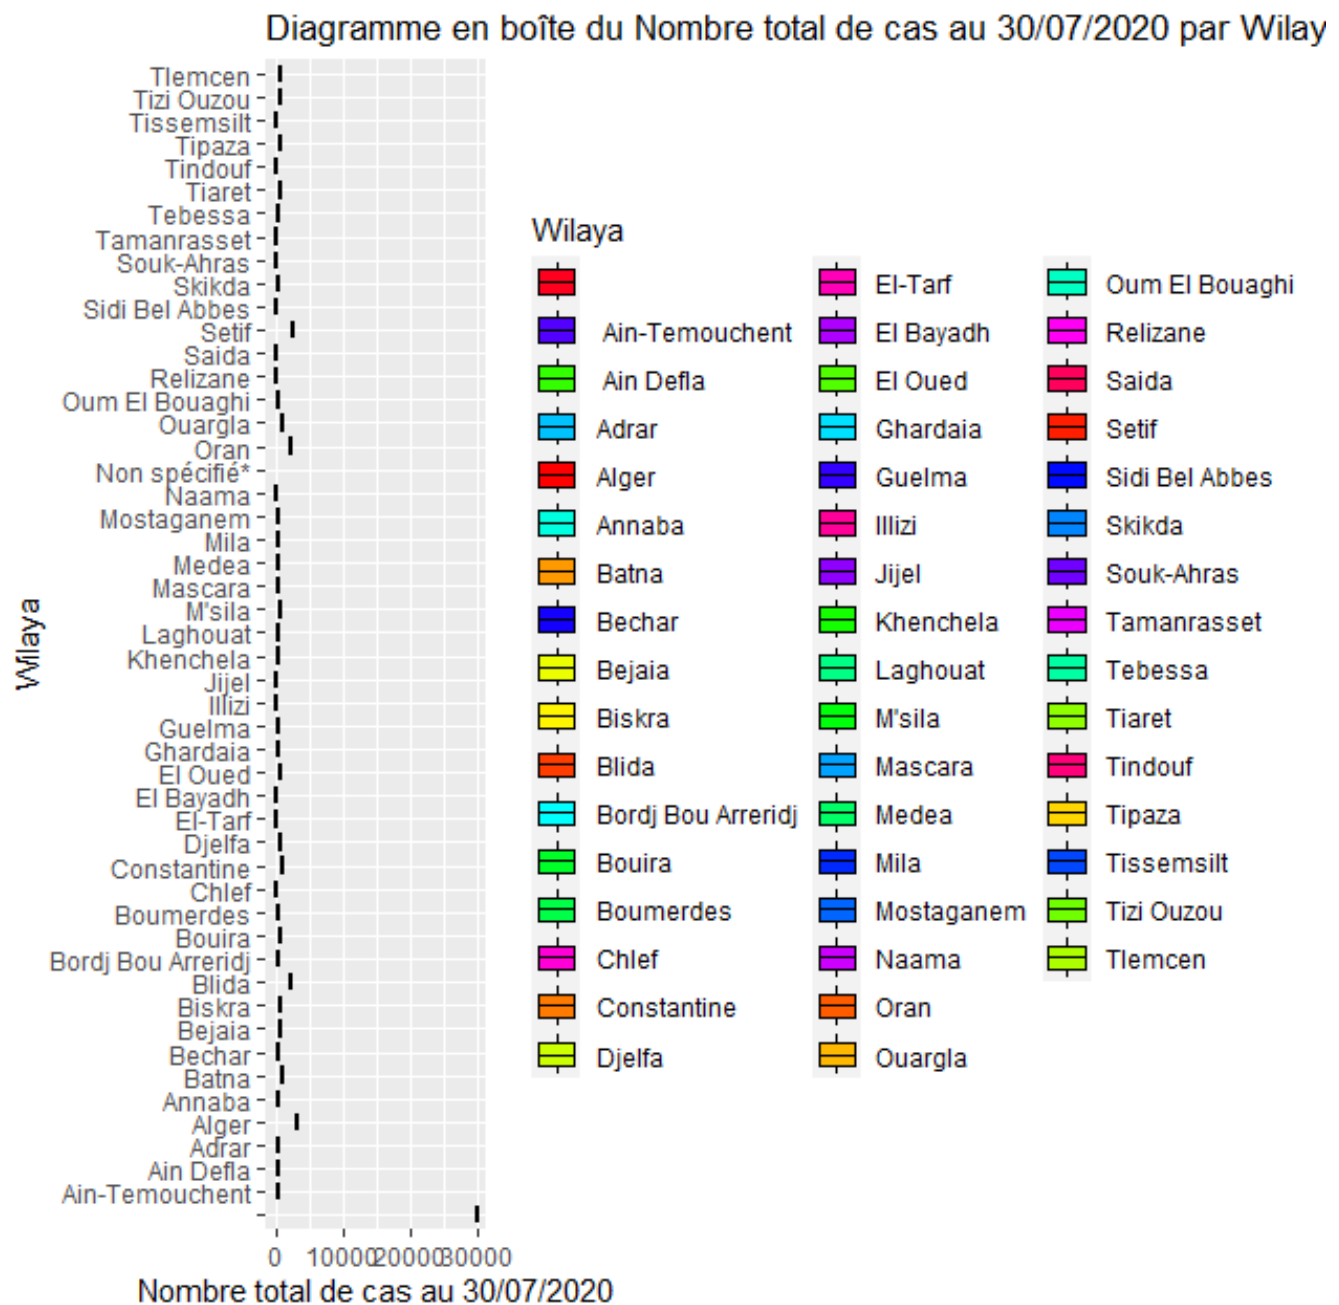 Diagramme en boîte du Nombre total de cas au 30/07/2020 par Wilay
Tlemcen
Tizi Ouzou
Tissemsilt
Tipaza
Tindouf
Tiaret
Tebessa
Tamanrasset
Souk-Ahras
Skikda
Sidi Bel Abbes
Setif
Saida
Relizane
Oum El Bouaghi
Ouargla
Oran
Non spécifié*
Naama
Mostaganem
Mila
Medea
Mascara
M'sila
Laghouat
Khenchela
Jijel
Illizi
Guelma
Ghardaia
El Oued
El Bayadh
El-Tarf
Djelfa
Constantine
Chlef
Boumerdes
Bouira
Bordj Bou Arreridj
Blida
Biskra
Bejaia
Bechar
Batna
Annaba
Alger
Adrar
Ain Defla
Ain-Temouchent
Wilaya
0 10000 20000 30000
Nombre total de cas au 30/07/2020
Wilaya
Ain-Temouchent
Ain Defla
Adrar
Alger
Annaba
Batna
Bechar
Bejaia
Biskra
Blida
Bordj Bou Arreridj
Bouira
Boumerdes
Chlef
Constantine
Djelfa
El-Tarf
El Bayadh
El Oued
Ghardaia
Guelma
Illizi
Jijel
Khenchela
Laghouat
M'sila
Mascara
Medea
Mila
Mostaganem
Naama
Oran
Ouargla
Oum El Bouaghi
Relizane
Saida
Setif
Sidi Bel Abbes
Skikda
Souk-Ahras
Tamanrasset
Tebessa
Tiaret
Tindouf
Tipaza
Tissemsilt
Tizi Ouzou
Tlemcen